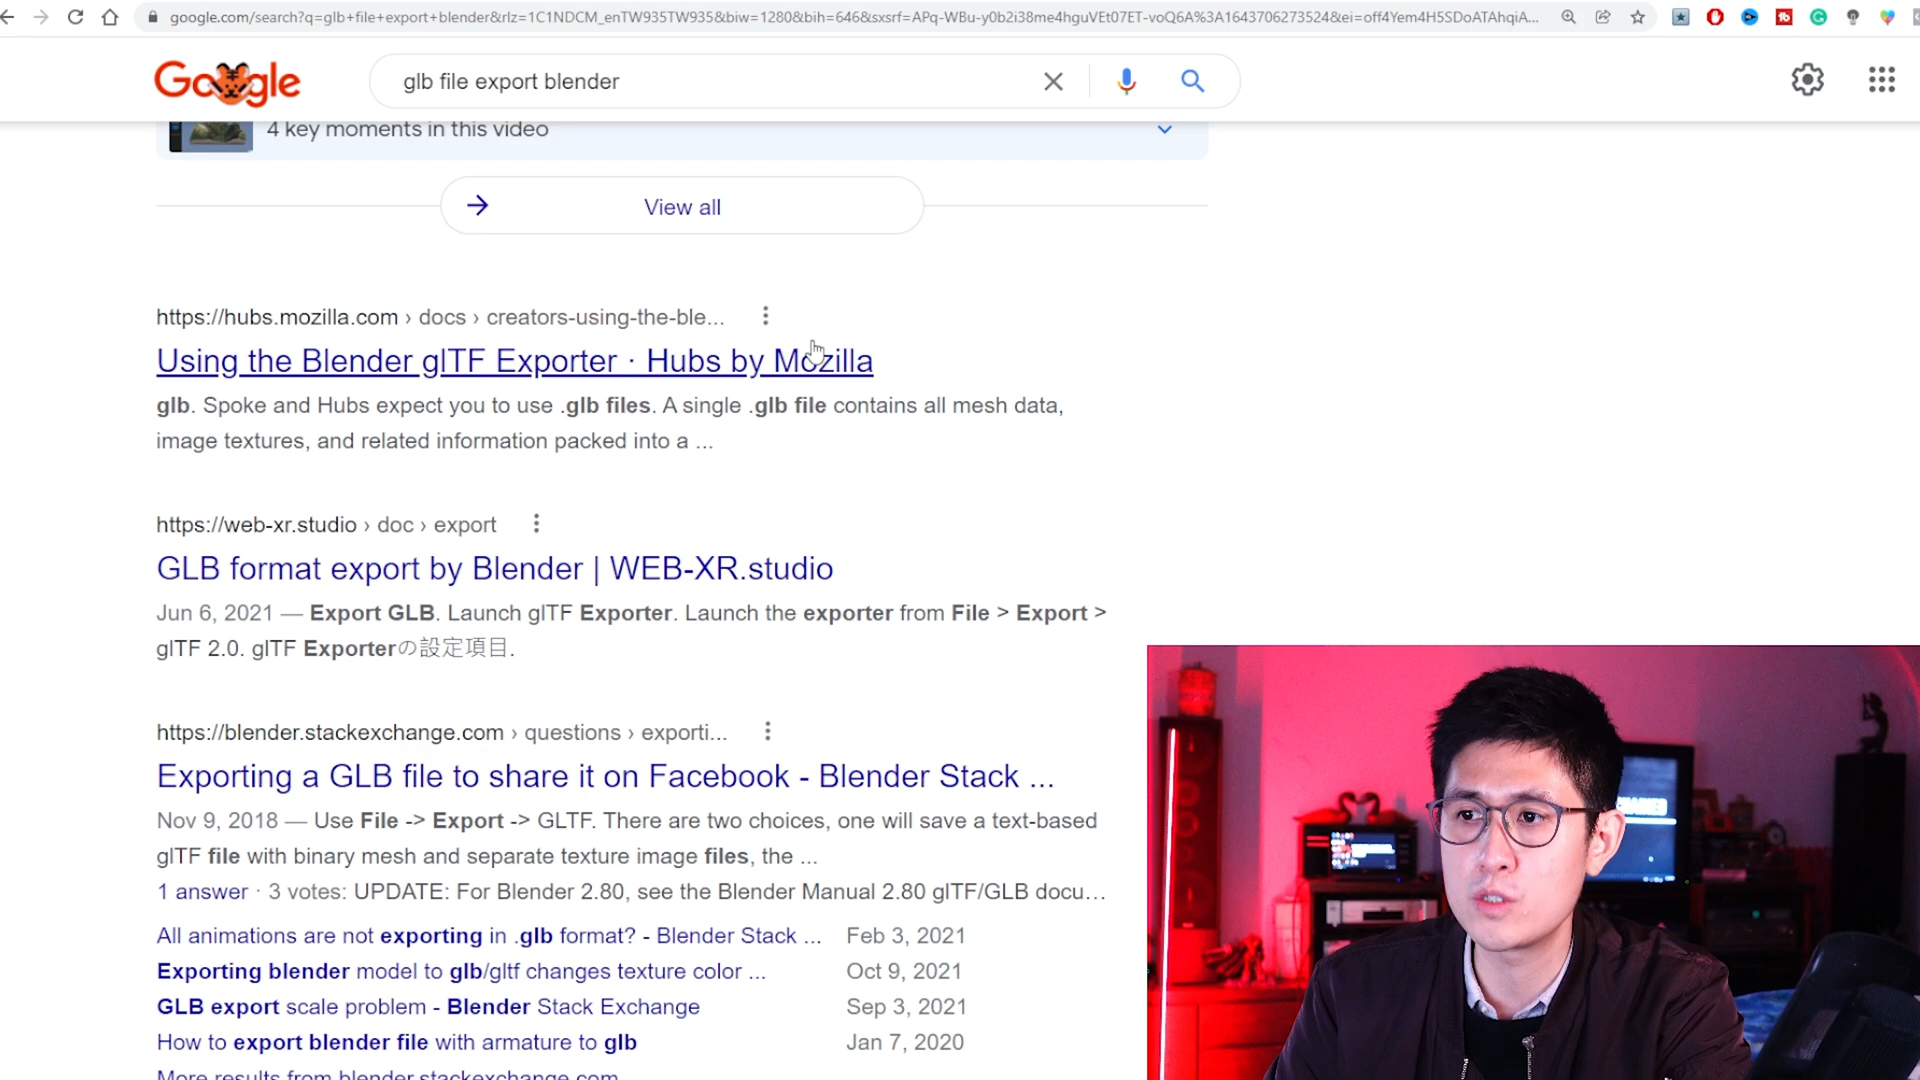 google.com/search?q=glb+file+export+blender&rlz=1C1NDCM_enTW935TW935&biw=1280&bih=646&sxsrf=APq-WBu-y0b2i38me4hguVEt07ET-voQ6A%3A1643706273524&ei=off4Yem4H5SDoATAhqiA...
Google
glb file export blender
4 key moments in this video
View all
https://hubs.mozilla.com › docs › creators-using-the-ble...
Using the Blender glTF Exporter · Hubs by Mozilla
glb. Spoke and Hubs expect you to use .glb files. A single .glb file contains all mesh data,
image textures, and related information packed into a ...
https://web-xr.studio › doc › export
GLB format export by Blender | WEB-XR.studio
Jun 6, 2021 — Export GLB. Launch glTF Exporter. Launch the exporter from File > Export >
glTF 2.0. glTF Exporterの設定項目.
https://blender.stackexchange.com › questions › exporti...
Exporting a GLB file to share it on Facebook - Blender Stack ...
Nov 9, 2018 — Use File -> Export -> GLTF. There are two choices, one will save a text-based
glTF file with binary mesh and separate texture image files, the ...
1 answer · 3 votes: UPDATE: For Blender 2.80, see the Blender Manual 2.80 glTF/GLB docu...
All animations are not exporting in .glb format? - Blender Stack ... Feb 3, 2021
Exporting blender model to glb/gltf changes texture color ... Oct 9, 2021
GLB export scale problem - Blender Stack Exchange Sep 3, 2021
How to export blender file with armature to glb Jan 7, 2020
More results from blender.stackexchange.com